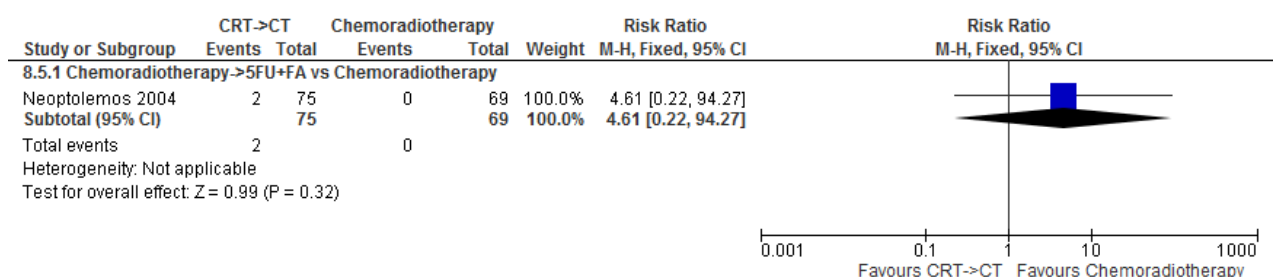 CRT->CT Chemoradiotherapy Risk Ratio Risk Ratio
Study or Subgroup Events Total Events Total Weight M-H, Fixed, 95% CI M-H, Fixed, 95% CI
8.5.1 Chemoradiotherapy->5FU+FA vs Chemoradiotherapy
Neoptolemos 2004 2 75 0 69 100.0% 4.61 [0.22, 94.27]
Subtotal (95% CI) 75 69 100.0% 4.61 [0.22, 94.27]
Total events 2 0
Heterogeneity: Not applicable
Test for overall effect: Z = 0.99 (P = 0.32)
0.001 0.1 1 10 1000
Favours CRT->CT Favours Chemoradiotherapy